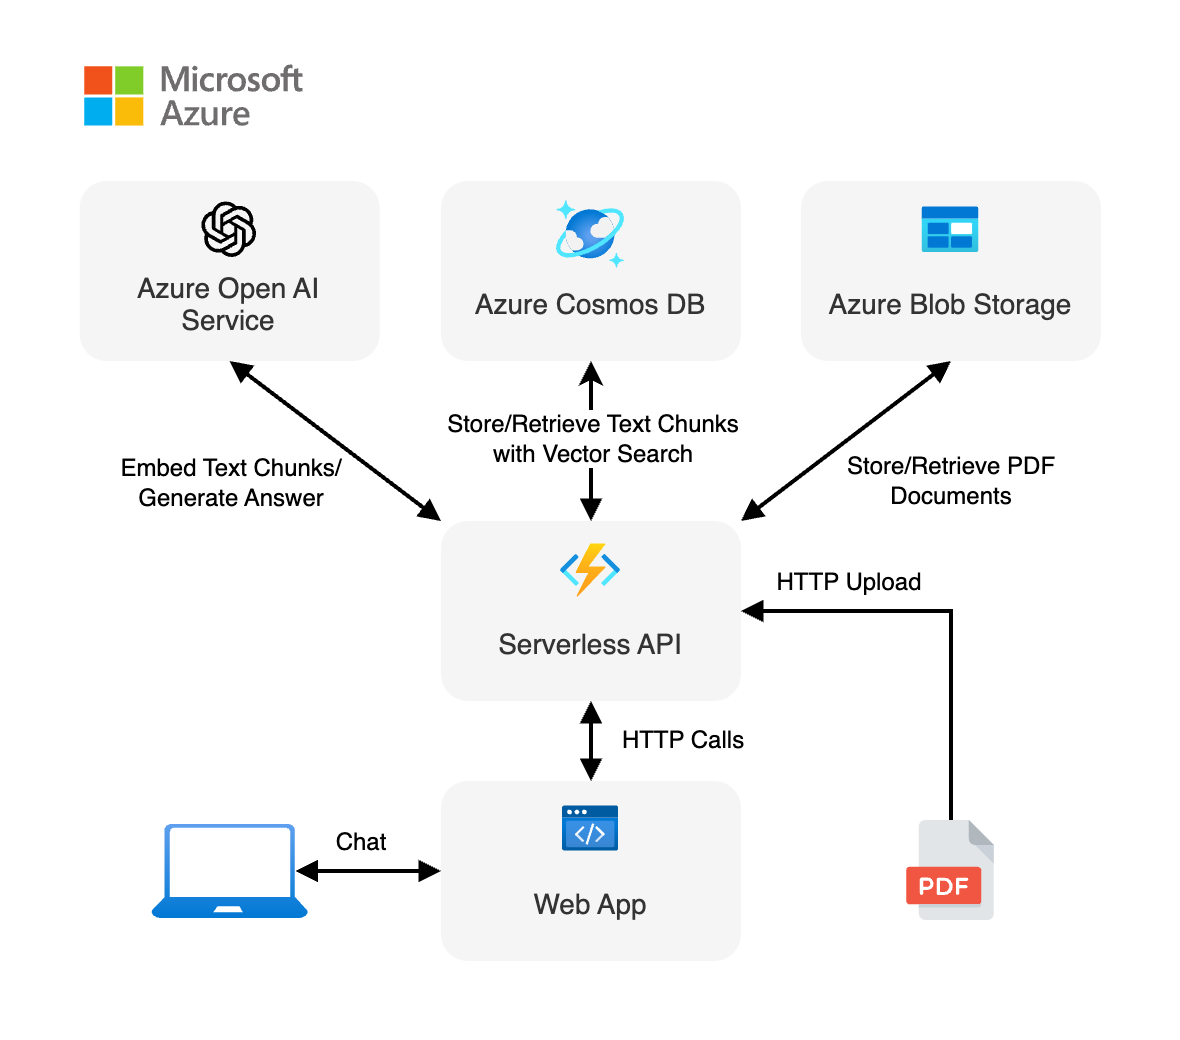 Microsoft
Azure
Azure Open AI
Service
Azure Cosmos DB
Azure Blob Storage
Store/Retrieve Text Chunks
with Vector Search
Embed Text Chunks/
Generate Answer
Store/Retrieve PDF
Documents
HTTP Upload
Serverless API
HTTP Calls
Chat
Web App
PDF